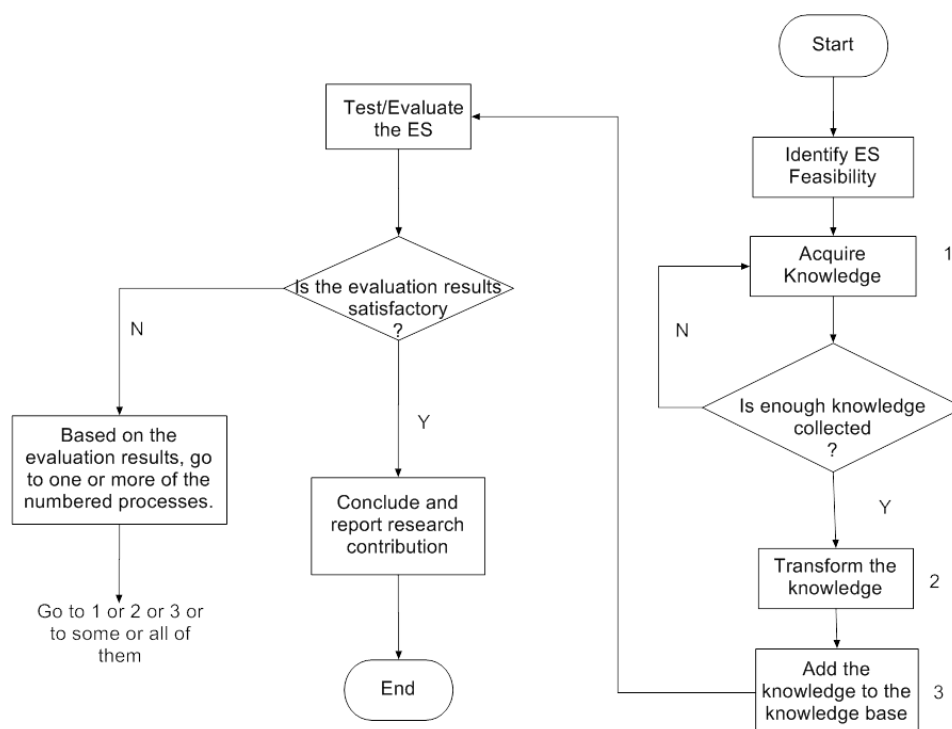 Start
Identify ES
Feasibility
Acquire
Knowledge
1
N
Is enough knowledge
collected
?
Y
Transform the
knowledge
2
Add the
knowledge to the
knowledge base
3
Test/Evaluate
the ES
Is the evaluation results
satisfactory
?
N
Based on the
evaluation results, go
to one or more of the
numbered processes.
Go to 1 or 2 or 3 or
to some or all of
them
Y
Conclude and
report research
contribution
End